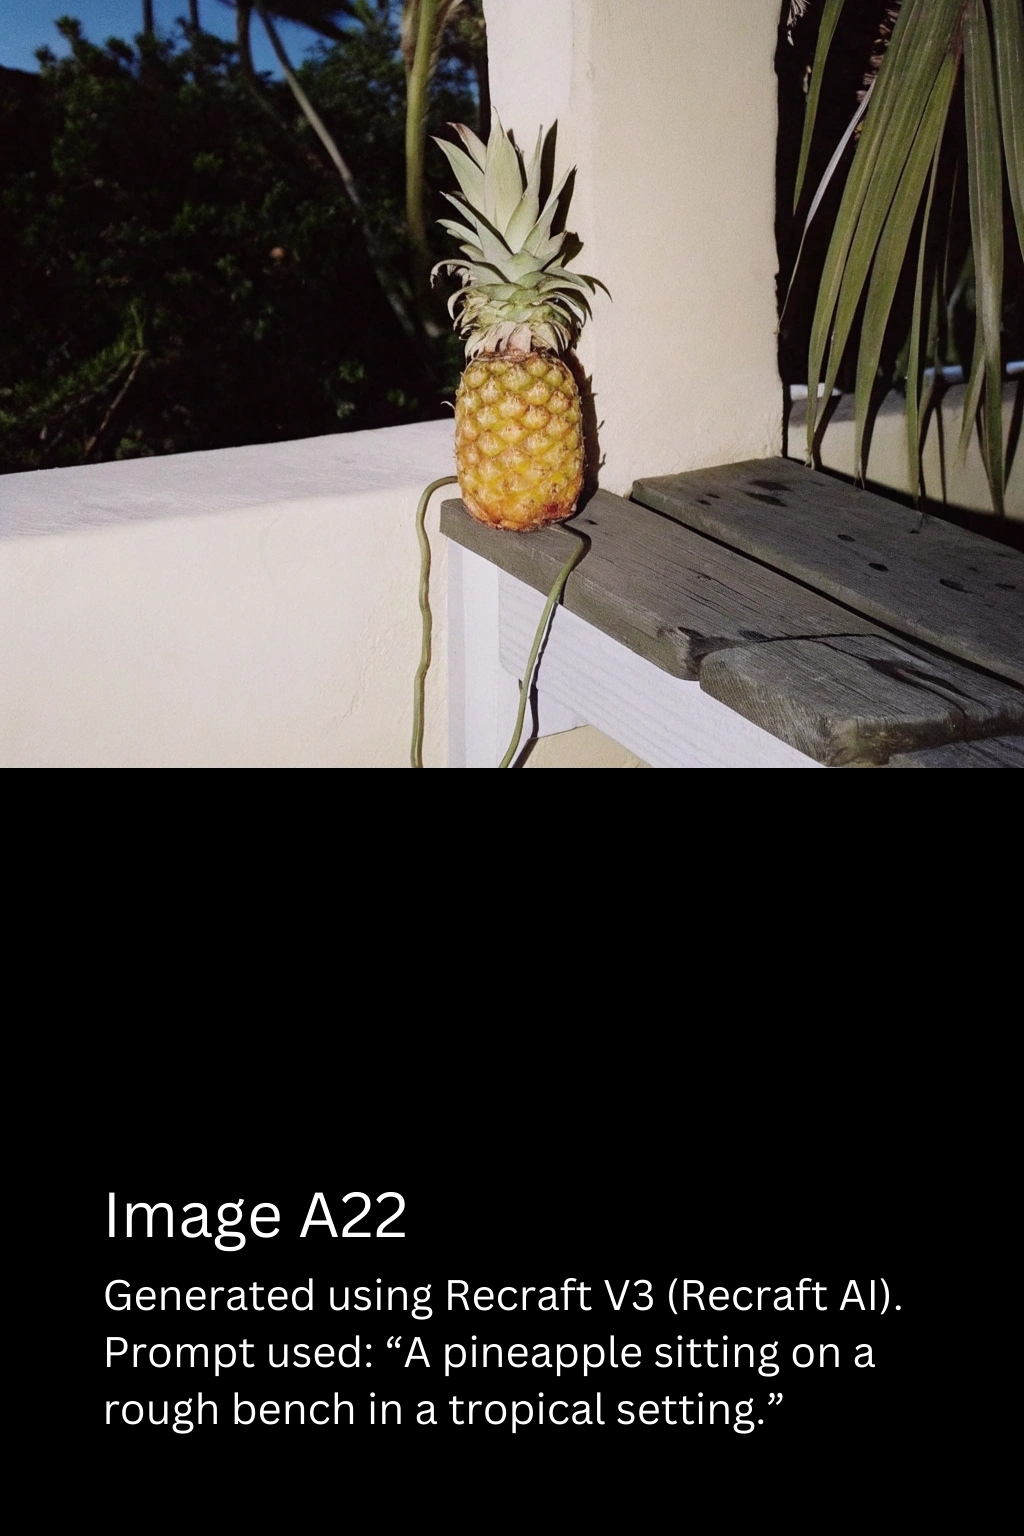 Image A22
Generated using Recraft V3 (Recraft AI).
Prompt used: “A pineapple sitting on a
rough bench in a tropical setting.”